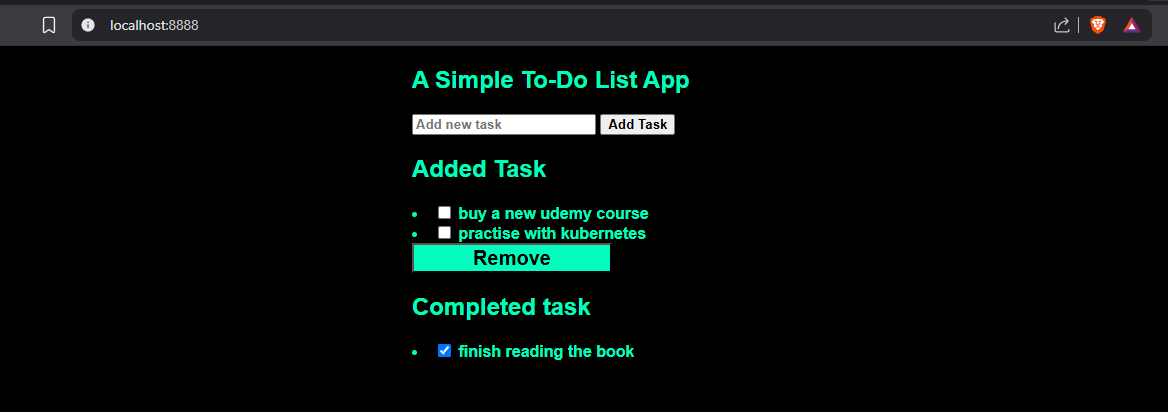 localhost:8888
A Simple To-Do List App
Add new task Add Task
Added Task
buy a new udemy course
practise with kubernetes
Remove
Completed task
finish reading the book